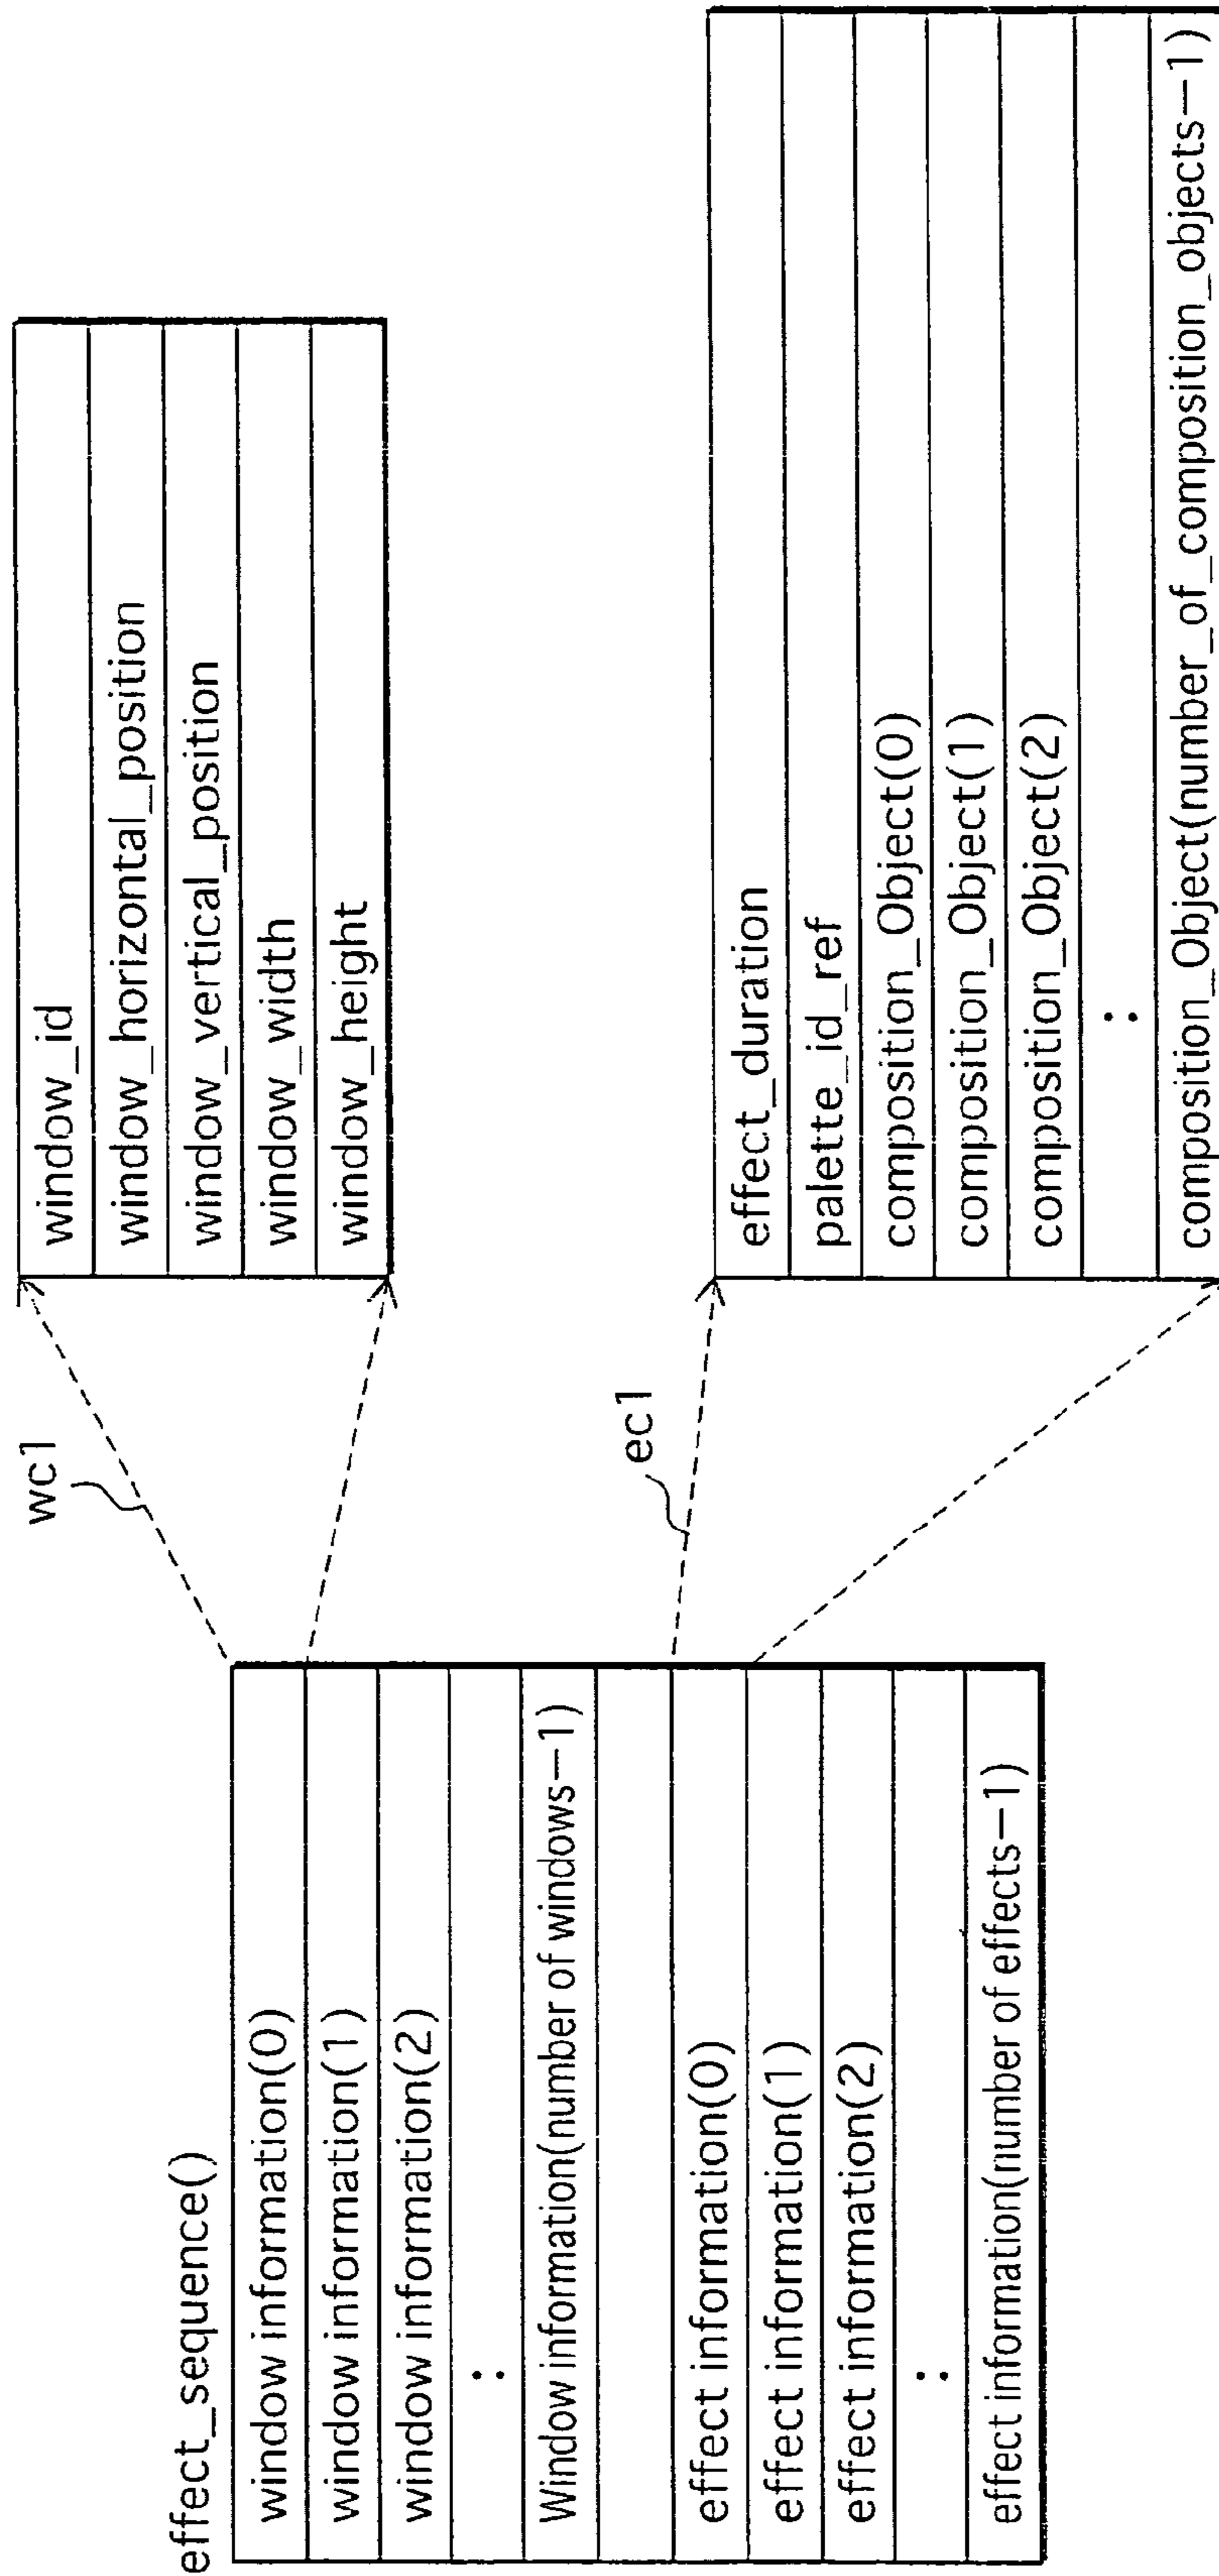 effect_sequence()
window information(0)
window information(1)
window information(2)
:
Window information(number of windows—1)
effect information(0)
effect information(1)
effect information(2)
:
effect information(number of effects—1)
wc1
window_id
window_horizontal_position
window_vertical_position
window_width
window_height
ec1
effect_duration
palette_id_ref
composition_Object(0)
composition_Object(1)
composition_Object(2)
:
composition_Object(number_of_composition_objects—1)